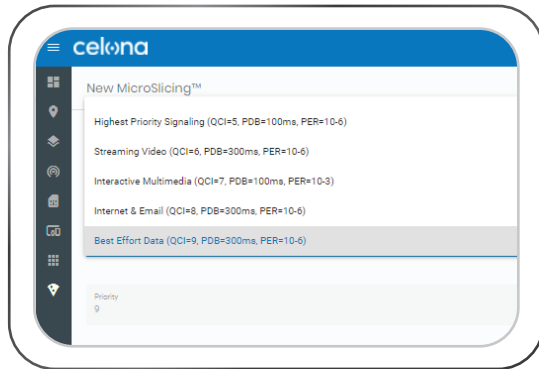 celona
New MicroSlicing™
Highest Priority Signaling (QCI=5, PDB=100ms, PER=10-6)
Streaming Video (QCI=6, PDB=300ms, PER=10-6)
Interactive Multimedia (QCI=7, PDB=100ms, PER=10-3)
Internet & Email (QCI=8, PDB=300ms, PER=10-6)
Best Effort Data (QCI=9, PDB=300ms, PER=10-6)
Priority
9